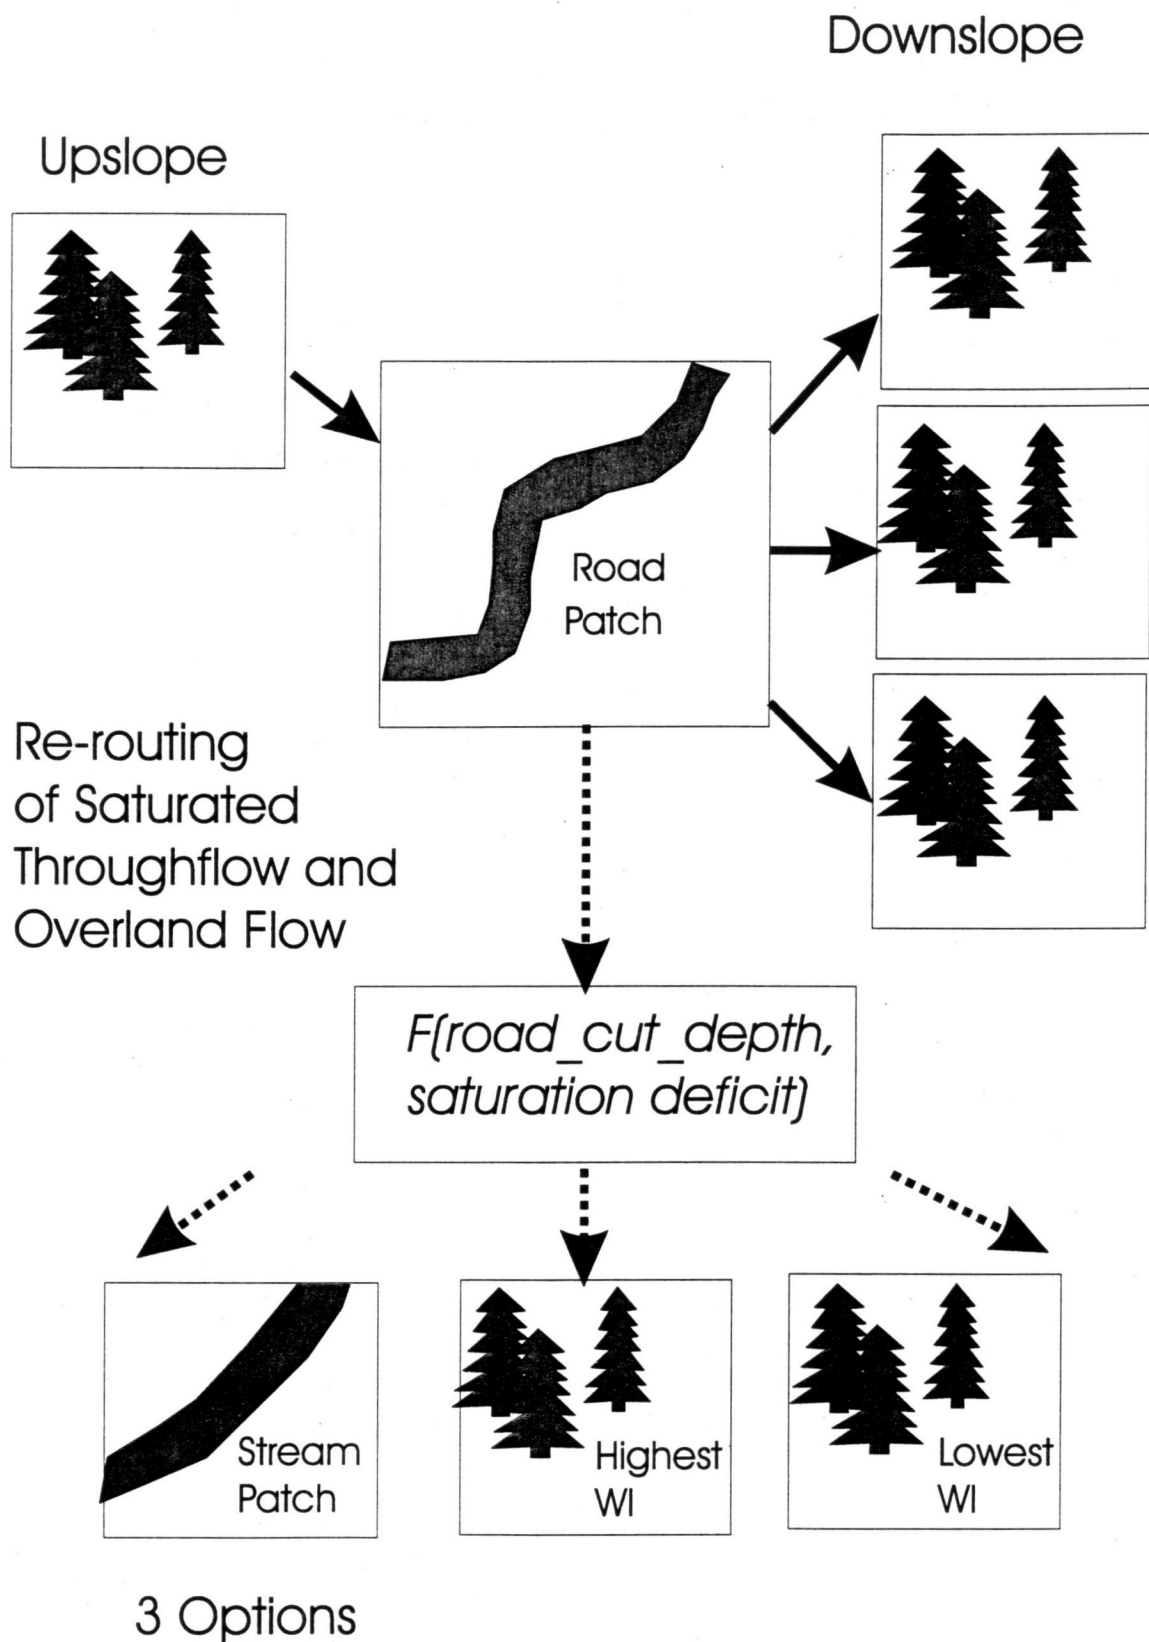 Downslope
Upslope
Road
Patch
Re-routing
of Saturated
Throughflow and
Overland Flow
F(road_cut_depth,
saturation deficit)
Stream
Patch
Highest
WI
Lowest
WI
3 Options